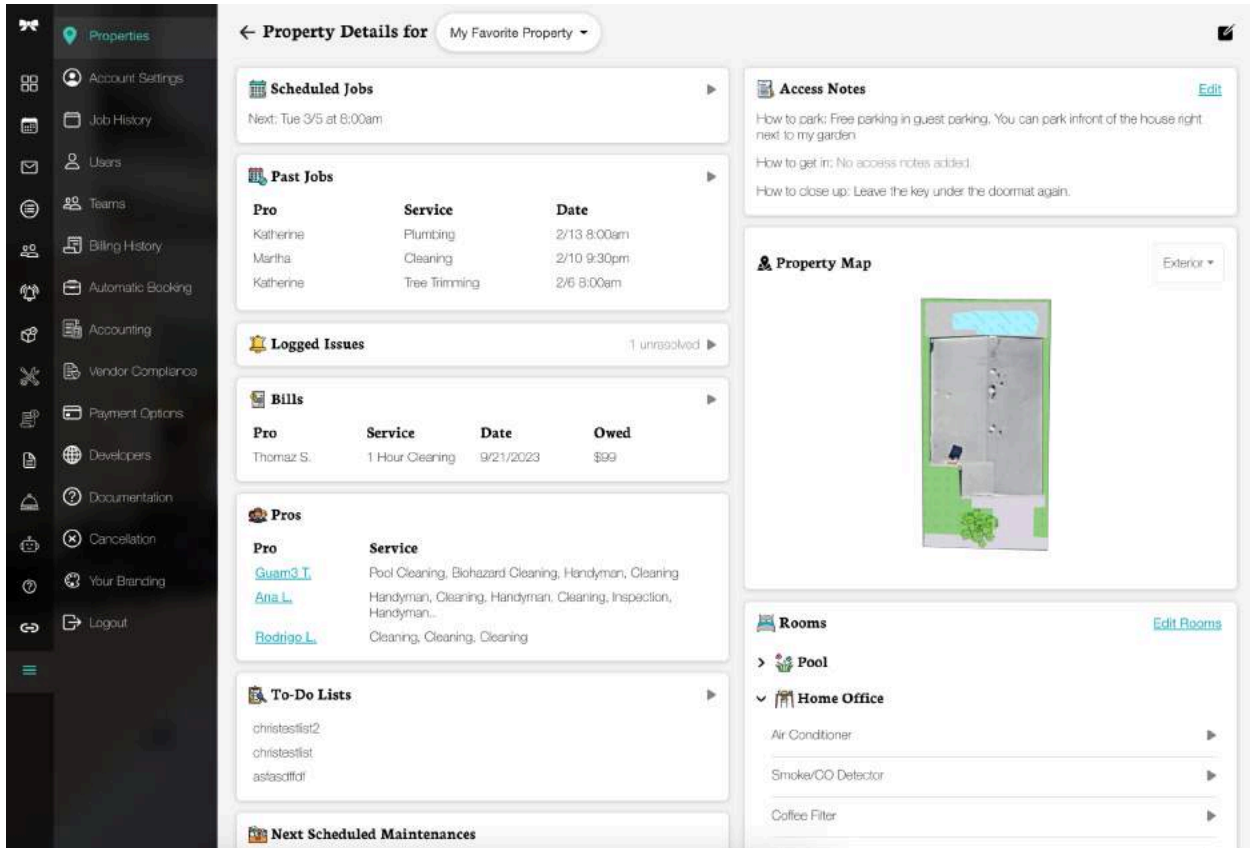 Properties
Account Settings
Job History
Users
Teams
Billing History
Automatic Booking
Accounting
Vendor Compliance
Payment Options
Developers
Documentation
Cancellation
Your Branding
Logout
← Property Details for My Favorite Property
Scheduled Jobs
Next: Tue 3/5 at 8:00am
Past Jobs
Pro Service Date
Katherine Plumbing 2/13 8:00am
Martha Cleaning 2/10 9:30pm
Katherine Tree Trimming 2/6 8:00am
Logged Issues 1 unresolved
Bills
Pro Service Date Owed
Thomaz S. 1 Hour Cleaning 9/21/2023 $99
Pros
Pro Service
Guam3 T. Pool Cleaning, Biohazard Cleaning, Handyman, Cleaning
Ana L. Handyman, Cleaning, Handyman, Cleaning, Inspection,
Handyman...
Rodrigo L. Cleaning, Cleaning, Cleaning
To-Do Lists
christestlist2
christestlist
asfasdffdf
Next Scheduled Maintenances
Access Notes Edit
How to park: Free parking in guest parking. You can park infront of the house right
next to my garden
How to get in: No access notes added.
How to close up: Leave the key under the doormat again.
Property Map Exterior
Rooms Edit Rooms
Pool
Home Office
Air Conditioner
Smoke/CO Detector
Coffee Filter